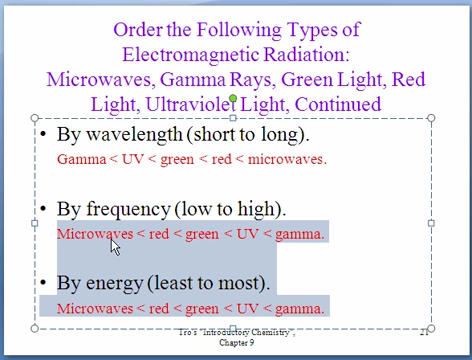 Order the Following Types of
Electromagnetic Radiation:
Microwaves, Gamma Rays, Green Light, Red
Light, Ultraviolet Light, Continued
• By wavelength (short to long).
Gamma < UV < green < red < microwaves.
• By frequency (low to high).
Microwaves < red < green < UV < gamma.
• By energy (least to most).
Microwaves < red < green < UV < gamma.
Tro's "Introductory Chemistry",
Chapter 9
21